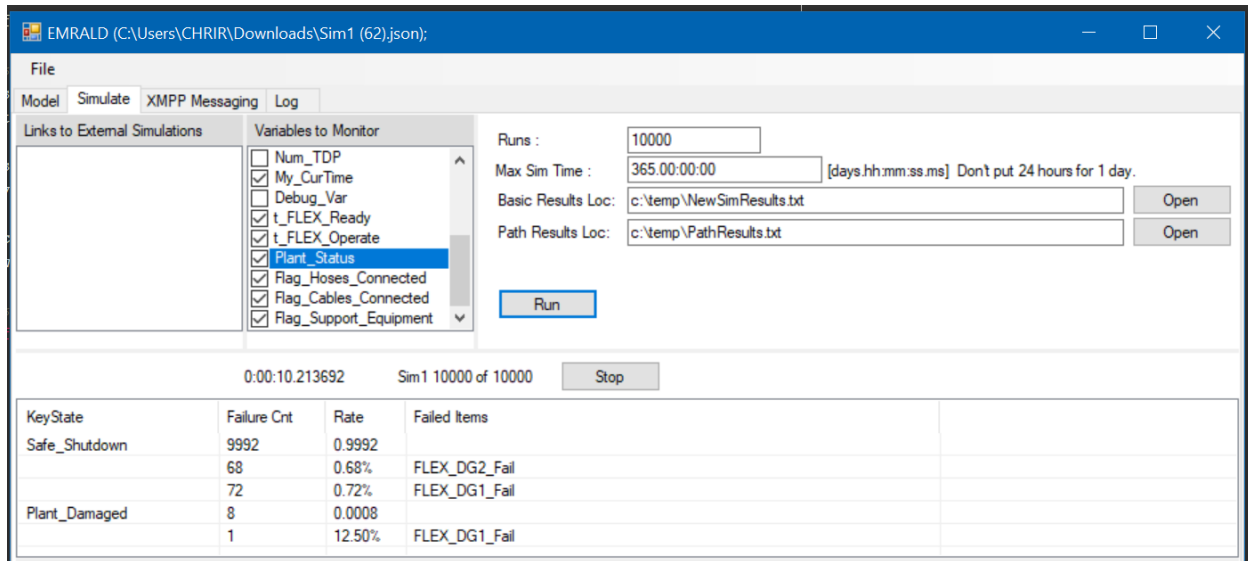 EMRALD (C:\Users\CHRIR\Downloads\Sim1 (62).json);
File
Model Simulate XMPP Messaging Log
Links to External Simulations
Variables to Monitor
Num_TDP
My_CurTime
Debug_Var
t_FLEX_Ready
t_FLEX_Operate
Plant_Status
Flag_Hoses_Connected
Flag_Cables_Connected
Flag_Support_Equipment
Runs : 10000
Max Sim Time : 365.00:00:00 [days.hh:mm:ss.ms] Don't put 24 hours for 1 day.
Basic Results Loc: c:\temp\NewSimResults.txt Open
Path Results Loc: c:\temp\PathResults.txt Open
Run
0:00:10.213692 Sim1 10000 of 10000 Stop
KeyState Failure Cnt Rate Failed Items
Safe_Shutdown 9992 0.9992
68 0.68% FLEX_DG2_Fail
72 0.72% FLEX_DG1_Fail
Plant_Damaged 8 0.0008
1 12.50% FLEX_DG1_Fail